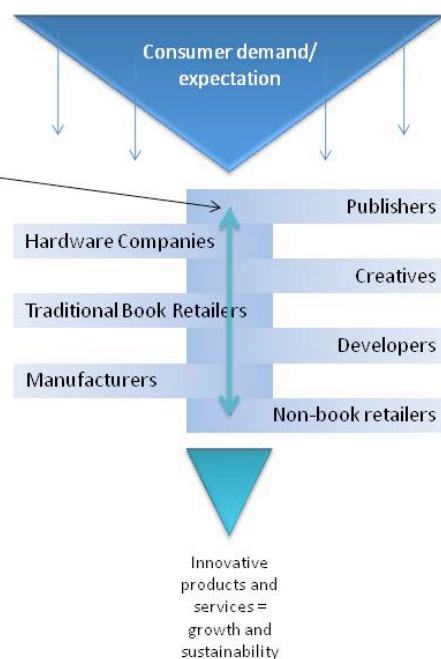 Consumer demand/
expectation
Publishers
Hardware Companies
Creatives
Traditional Book Retailers
Developers
Manufacturers
Non-book retailers
Innovative
products and
services =
growth and
sustainability